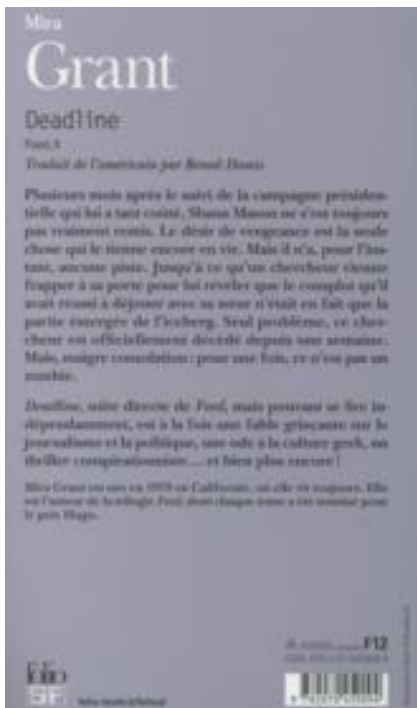 Mira
Grant
Deadline
Feed, II
Traduit de l'américain par Benoît Domis
Plusieurs mois après le suivi de la campagne présiden-
tielle qui lui a tant coûté, Shaun Mason ne s'est toujours
pas vraiment remis. Le désir de vengeance est la seule
chose qui le tienne encore en vie. Mais il n'a, pour l'ins-
tant, aucune piste. Jusqu'à ce qu'un chercheur vienne
frapper à sa porte pour lui révéler que le complot qu'il
avait réussi à déjouer avec sa sœur n'était en fait que la
partie émergée de l'iceberg. Seul problème, ce cher-
cheur est officiellement décédé depuis une semaine.
Mais, maigre consolation : pour une fois, ce n'est pas un
zombie.
Deadline, suite directe de Feed, mais pouvant se lire in-
dépendamment, est à la fois une fable grinçante sur le
journalisme et la politique, une ode à la culture geek, un
thriller conspirationniste... et bien plus encore !
Mira Grant est née en 1978 en Californie, où elle vit toujours. Elle
est l'auteur de la trilogie Feed, dont chaque tome a été nominé pour
le prix Hugo.
F12
folio
SF